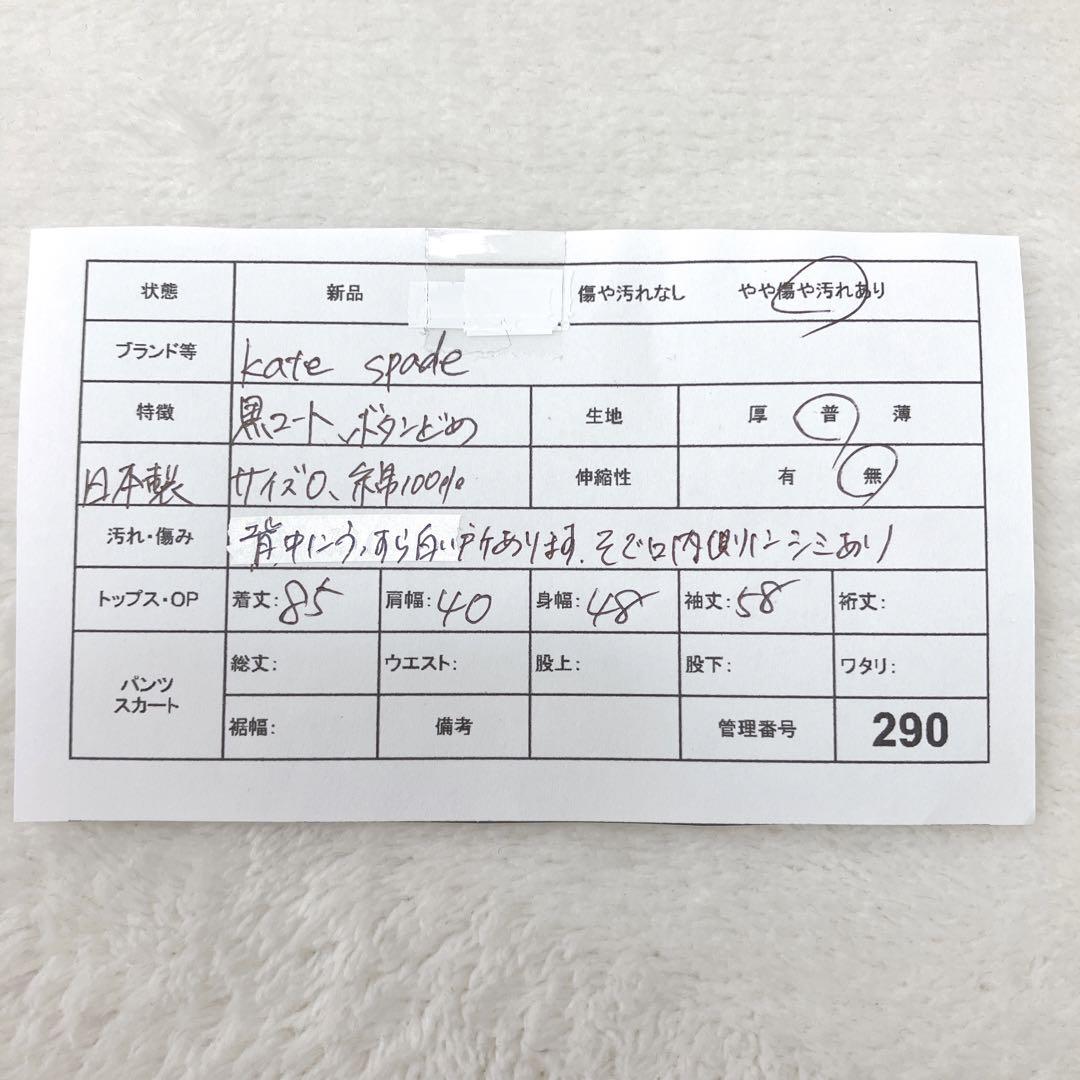 状態 新品 傷や汚れなし やや傷や汚れあり
ブランド等 kate spade
特徴 黒コート、ボタンどめ 生地 厚 普 薄
日本製 サイズ0、綿100% 伸縮性 有 無
汚れ・傷み 背中にうっすら白い所あります。そで口内側にシミあり
トップス・OP 着丈:85 肩幅:40 身幅:48 袖丈:58 裄丈:
パンツ
スカート
総丈: ウエスト: 股上: 股下: ワタリ:
裾幅: 備考 管理番号 290